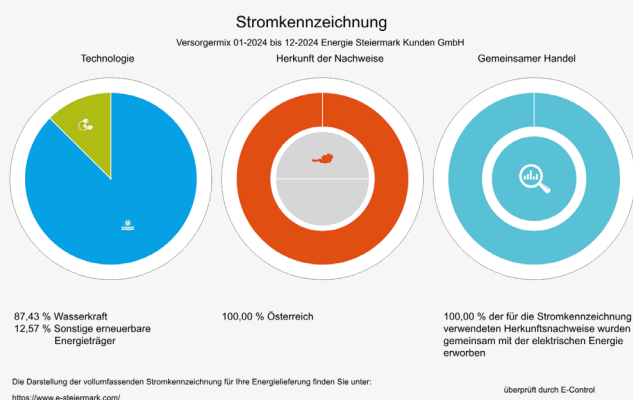 Stromkennzeichnung
Versorgermix 01-2024 bis 12-2024 Energie Steiermark Kunden GmbH
Technologie
Herkunft der Nachweise
Gemeinsamer Handel
87,43 % Wasserkraft
12,57 % Sonstige erneuerbare
Energieträger
100,00 % Österreich
100,00 % der für die Stromkennzeichnung
verwendeten Herkunftsnachweise wurden
gemeinsam mit der elektrischen Energie
erworben
Die Darstellung der vollumfassenden Stromkennzeichnung für Ihre Energielieferung finden Sie unter:
https://www.e-steiermark.com/
überprüft durch E-Control